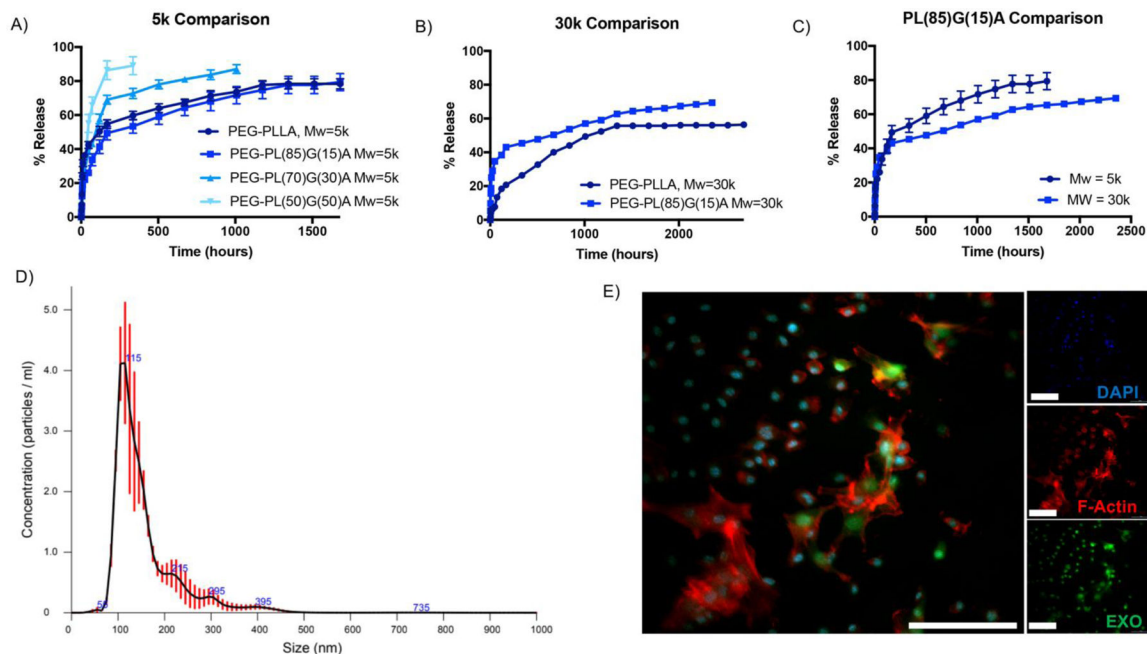 A)
5k Comparison
% Release
100
80
60
40
20
0
0
500
1000
1500
Time (hours)
PEG-PLLA, Mw=5k
PEG-PL(85)G(15)A Mw=5k
PEG-PL(70)G(30)A Mw=5k
PEG-PL(50)G(50)A Mw=5k
B)
30k Comparison
% Release
100
80
60
40
20
0
0
1000
2000
Time (hours)
PEG-PLLA, Mw=30k
PEG-PL(85)G(15)A Mw=30k
C)
PL(85)G(15)A Comparison
% Release
100
80
60
40
20
0
0
500
1000
1500
2000
2500
Time (hours)
Mw = 5k
MW = 30k
D)
Concentration (particles / ml)
5.0
4.0
3.0
2.0
1.0
0
115
215
295
395
735
0
100
200
300
400
500
600
700
800
900
1000
Size (nm)
E)
DAPI
F-Actin
EXO